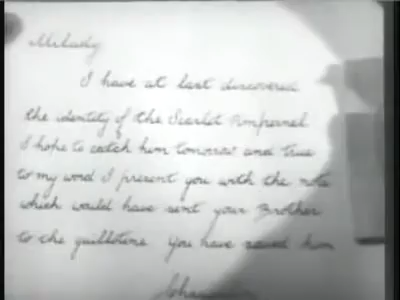 Milady
I have at last discovered
the identity of the Scarlet Pimpernel
I hope to catch him tomorrow and true
to my word I present you with the note
which would have sent your Brother
to the guillotine You have saved him